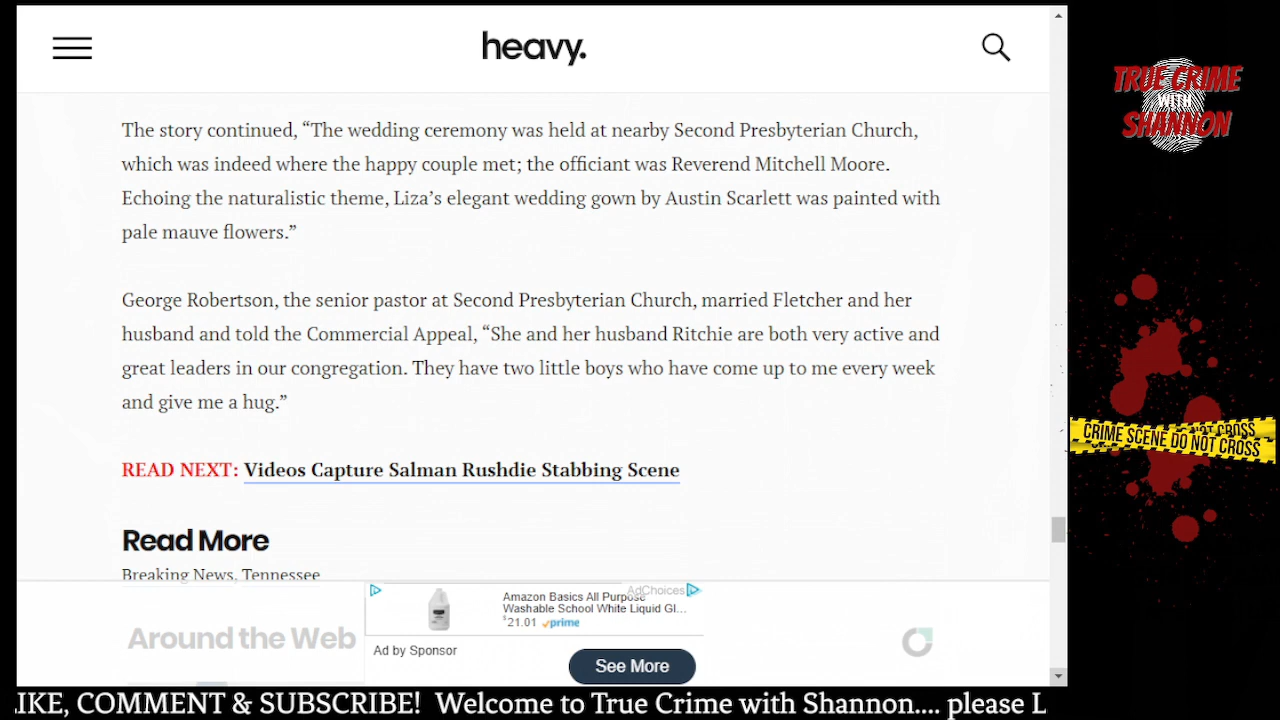 heavy.
TRUE CRIME
WITH
SHANNON
The story continued, “The wedding ceremony was held at nearby Second Presbyterian Church,
which was indeed where the happy couple met; the officiant was Reverend Mitchell Moore.
Echoing the naturalistic theme, Liza’s elegant wedding gown by Austin Scarlett was painted with
pale mauve flowers.”
George Robertson, the senior pastor at Second Presbyterian Church, married Fletcher and her
husband and told the Commercial Appeal, “She and her husband Ritchie are both very active and
great leaders in our congregation. They have two little boys who have come up to me every week
and give me a hug.”
READ NEXT: Videos Capture Salman Rushdie Stabbing Scene
CRIME SCENE DO NOT CROSS
NOT CROSS
Read More
Breaking News, Tennessee
Around the Web
AdChoices
Amazon Basics All Purpose
Washable School White Liquid Gl...
$21.01 prime
Ad by Sponsor
See More
LIKE, COMMENT & SUBSCRIBE! Welcome to True Crime with Shannon.... please L